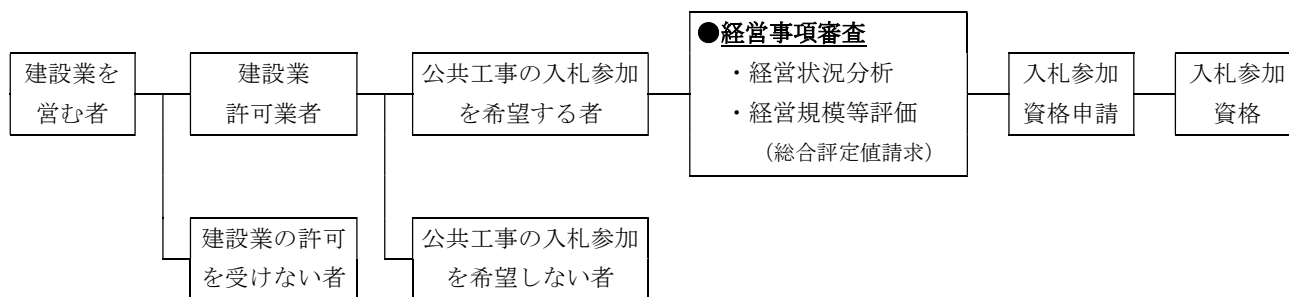 建設業を
営む者
建設業
許可業者
公共工事の入札参加
を希望する者
●経営事項審査
・経営状況分析
・経営規模等評価
（総合評定値請求）
入札参加
資格申請
入札参加
資格
建設業の許可
を受けない者
公共工事の入札参加
を希望しない者